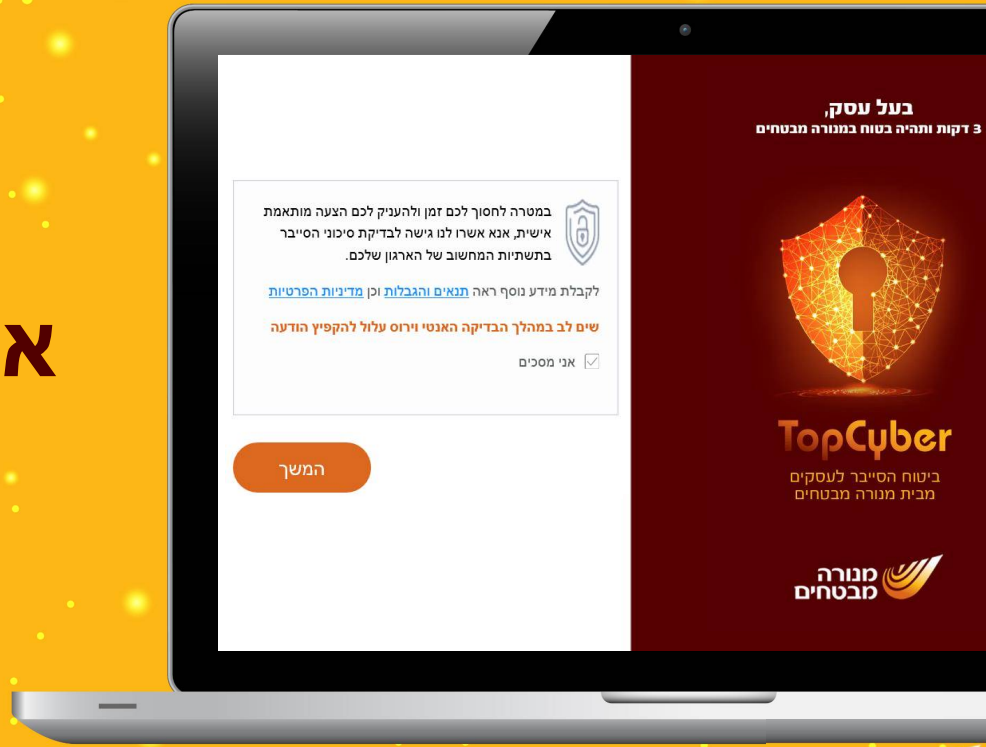 בעל עסק,
3 דקות ותהיה בטוח במנורה מבטחים
TopCyber
ביטוח הסייבר לעסקים
מבית מנורה מבטחים
מנורה
מבטחים
במטרה לחסוך לכם זמן ולהעניק לכם הצעה מותאמת
אישית, אנא אשרו לנו גישה לבדיקת סיכוני הסייבר
בתשתיות המחשוב של הארגון שלכם.
לקבלת מידע נוסף ראה תנאים והגבלות וכן מדיניות הפרטיות
שים לב במהלך הבדיקה האנטי וירוס עלול להקפיץ הודעה
אני מסכים
המשך
א